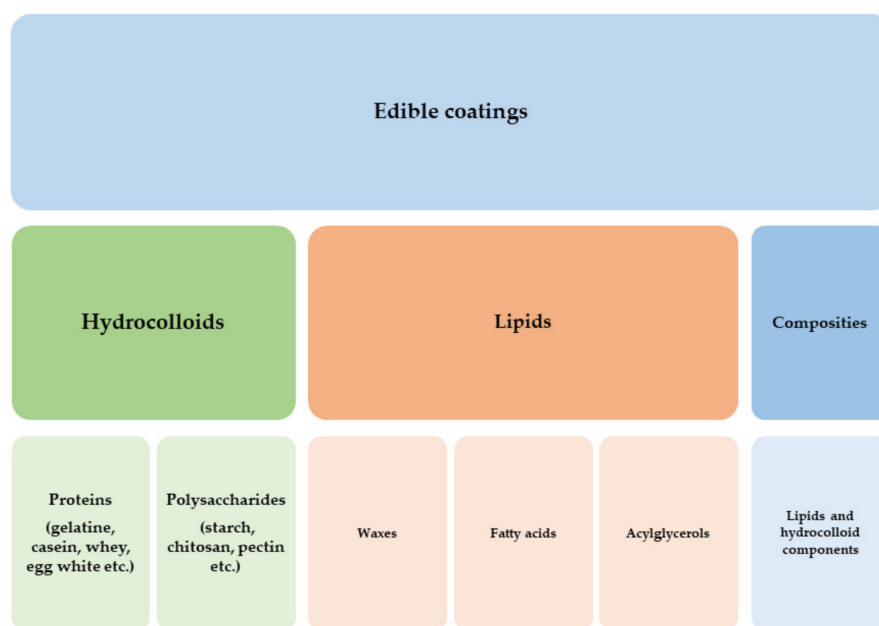 Edible coatings
Hydrocolloids
Lipids
Composities
Proteins
(gelatine,
casein, whey,
egg white etc.)
Polysaccharides
(starch,
chitosan, pectin
etc.)
Waxes
Fatty acids
Acylglycerols
Lipids and
hydrocolloid
components